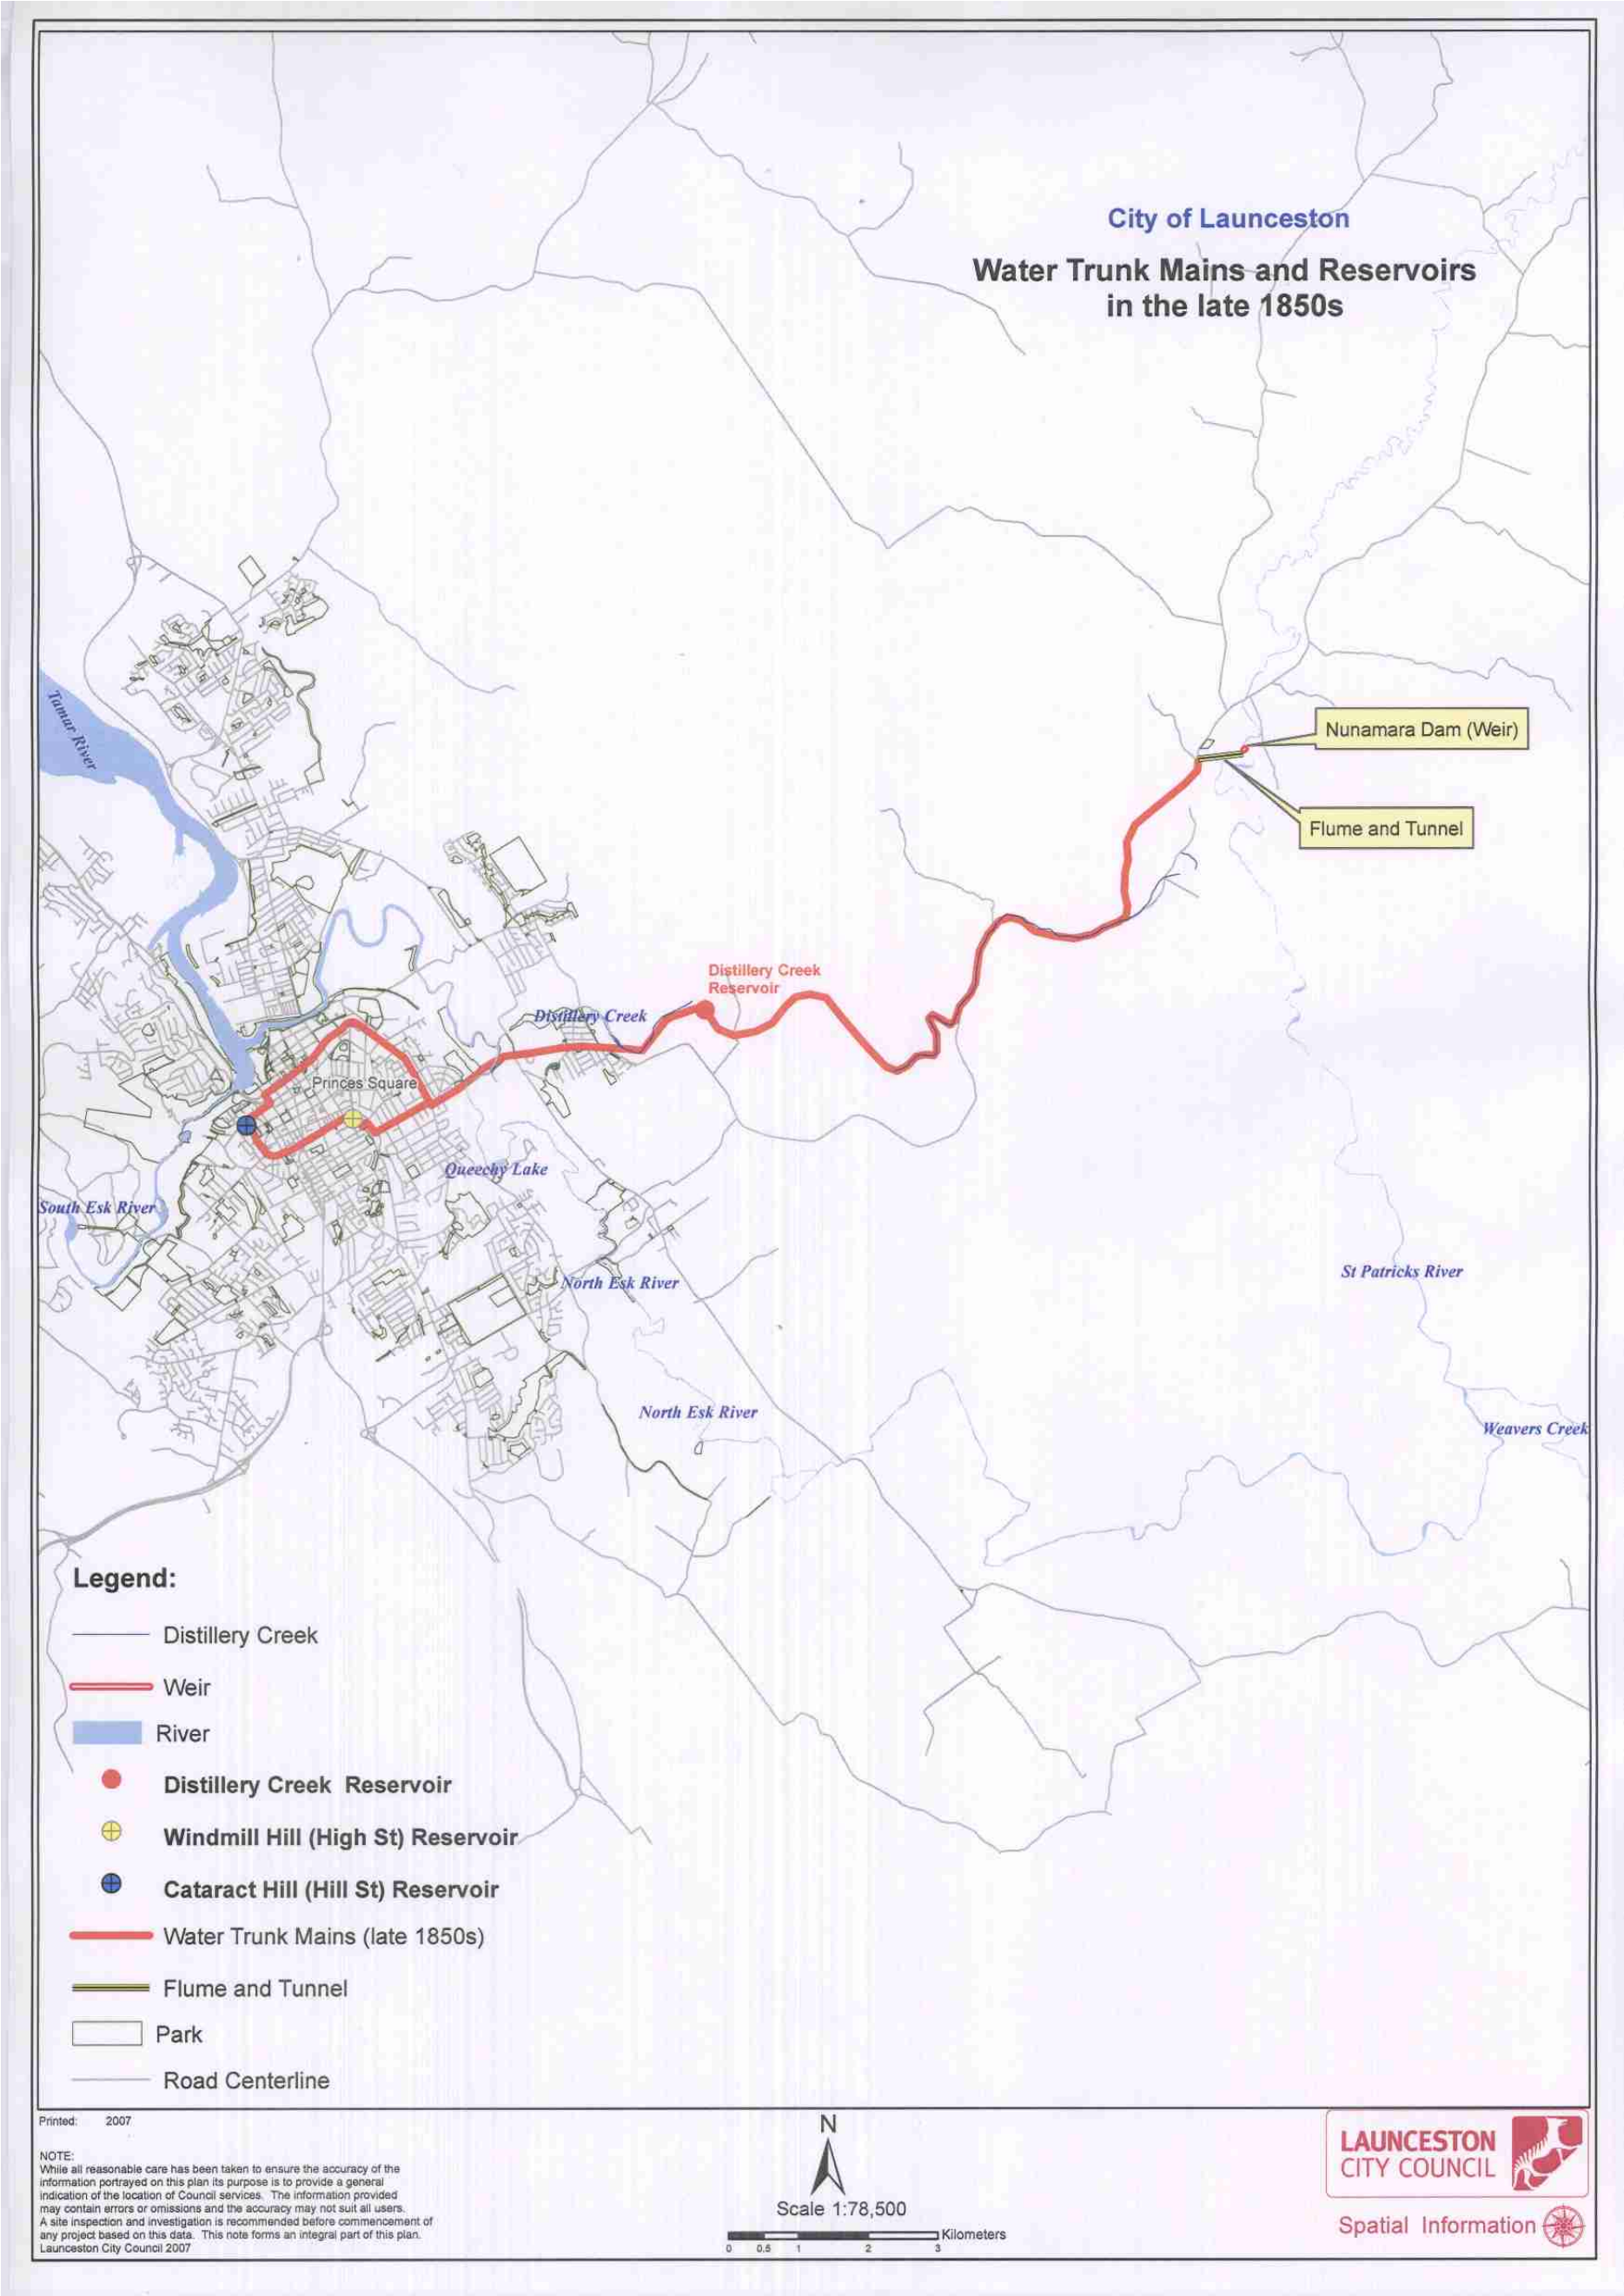 City of Launceston
Water Trunk Mains and Reservoirs
in the late 1850s
Tamar River
Nunamara Dam (Weir)
Flume and Tunnel
Distillery Creek
Reservoir
Distillery Creek
Princes Square
Queechy Lake
South Esk River
North Esk River
St Patricks River
North Esk River
Weavers Creek
Legend:
Distillery Creek
Weir
River
Distillery Creek Reservoir
Windmill Hill (High St) Reservoir
Cataract Hill (Hill St) Reservoir
Water Trunk Mains (late 1850s)
Flume and Tunnel
Park
Road Centerline
Printed: 2007
NOTE:
While all reasonable care has been taken to ensure the accuracy of the
information portrayed on this plan its purpose is to provide a general
indication of the location of Council services. The information provided
may contain errors or omissions and the accuracy may not suit all users.
A site inspection and investigation is recommended before commencement of
any project based on this data. This note forms an integral part of this plan.
Launceston City Council 2007
N
Scale 1:78,500
Kilometers
0 0.5 1 2 3
LAUNCESTON
CITY COUNCIL
Spatial Information